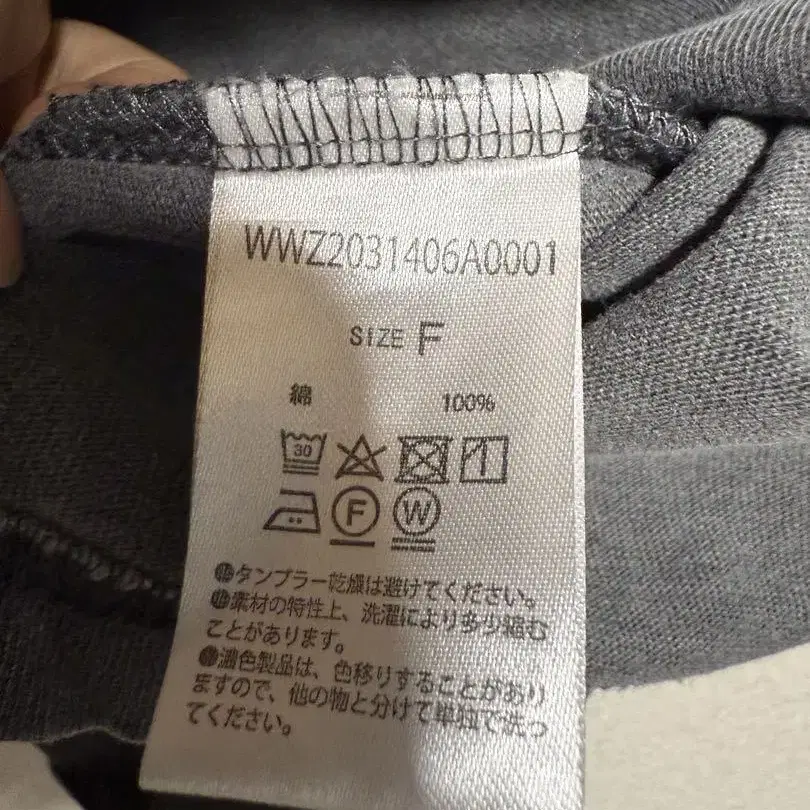 WWZ2031406A0001
SIZE F
綿 100%
30
F W
タンブラー乾燥は避けてください。
素材の特性上、洗濯により多少縮む
ことがあります。
濃色製品は、色移りすることがあり
ますので、他の物と分けて単独で洗っ
てください。